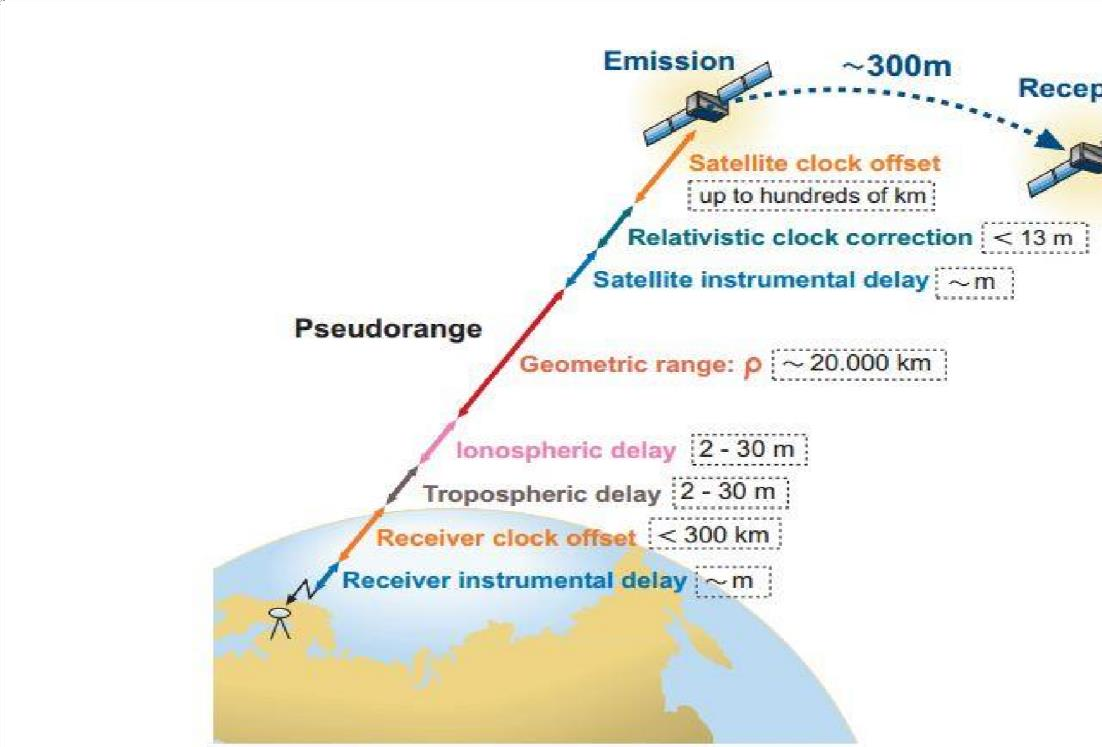 Emission
~300m
Recep
Satellite clock offset
up to hundreds of km
Relativistic clock correction < 13 m
Satellite instrumental delay ~m
Pseudorange
Geometric range: ρ ~ 20.000 km
Ionospheric delay 2 - 30 m
Tropospheric delay 2 - 30 m
Receiver clock offset < 300 km
Receiver instrumental delay ~m